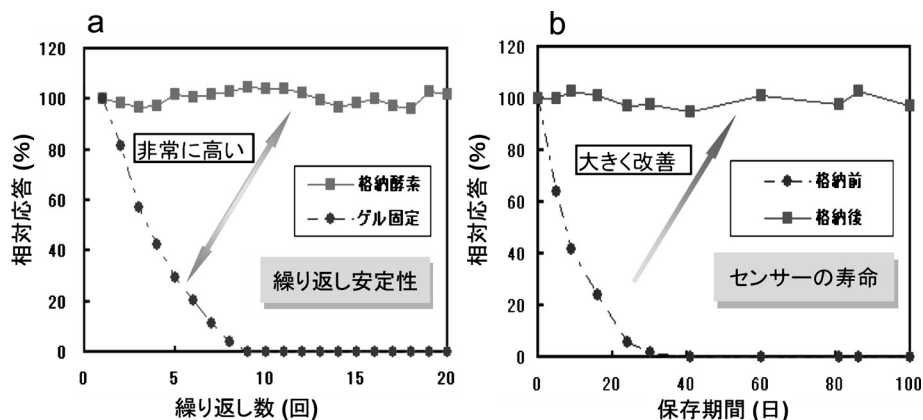 a
120
100
80
60
40
20
0
0
5
10
15
20
相対応答 (%)
繰り返し数 (回)
非常に高い
格納酵素
ゲル固定
繰り返し安定性
b
120
100
80
60
40
20
0
0
20
40
60
80
100
相対応答 (%)
保存期間 (日)
大きく改善
格納前
格納後
センサーの寿命